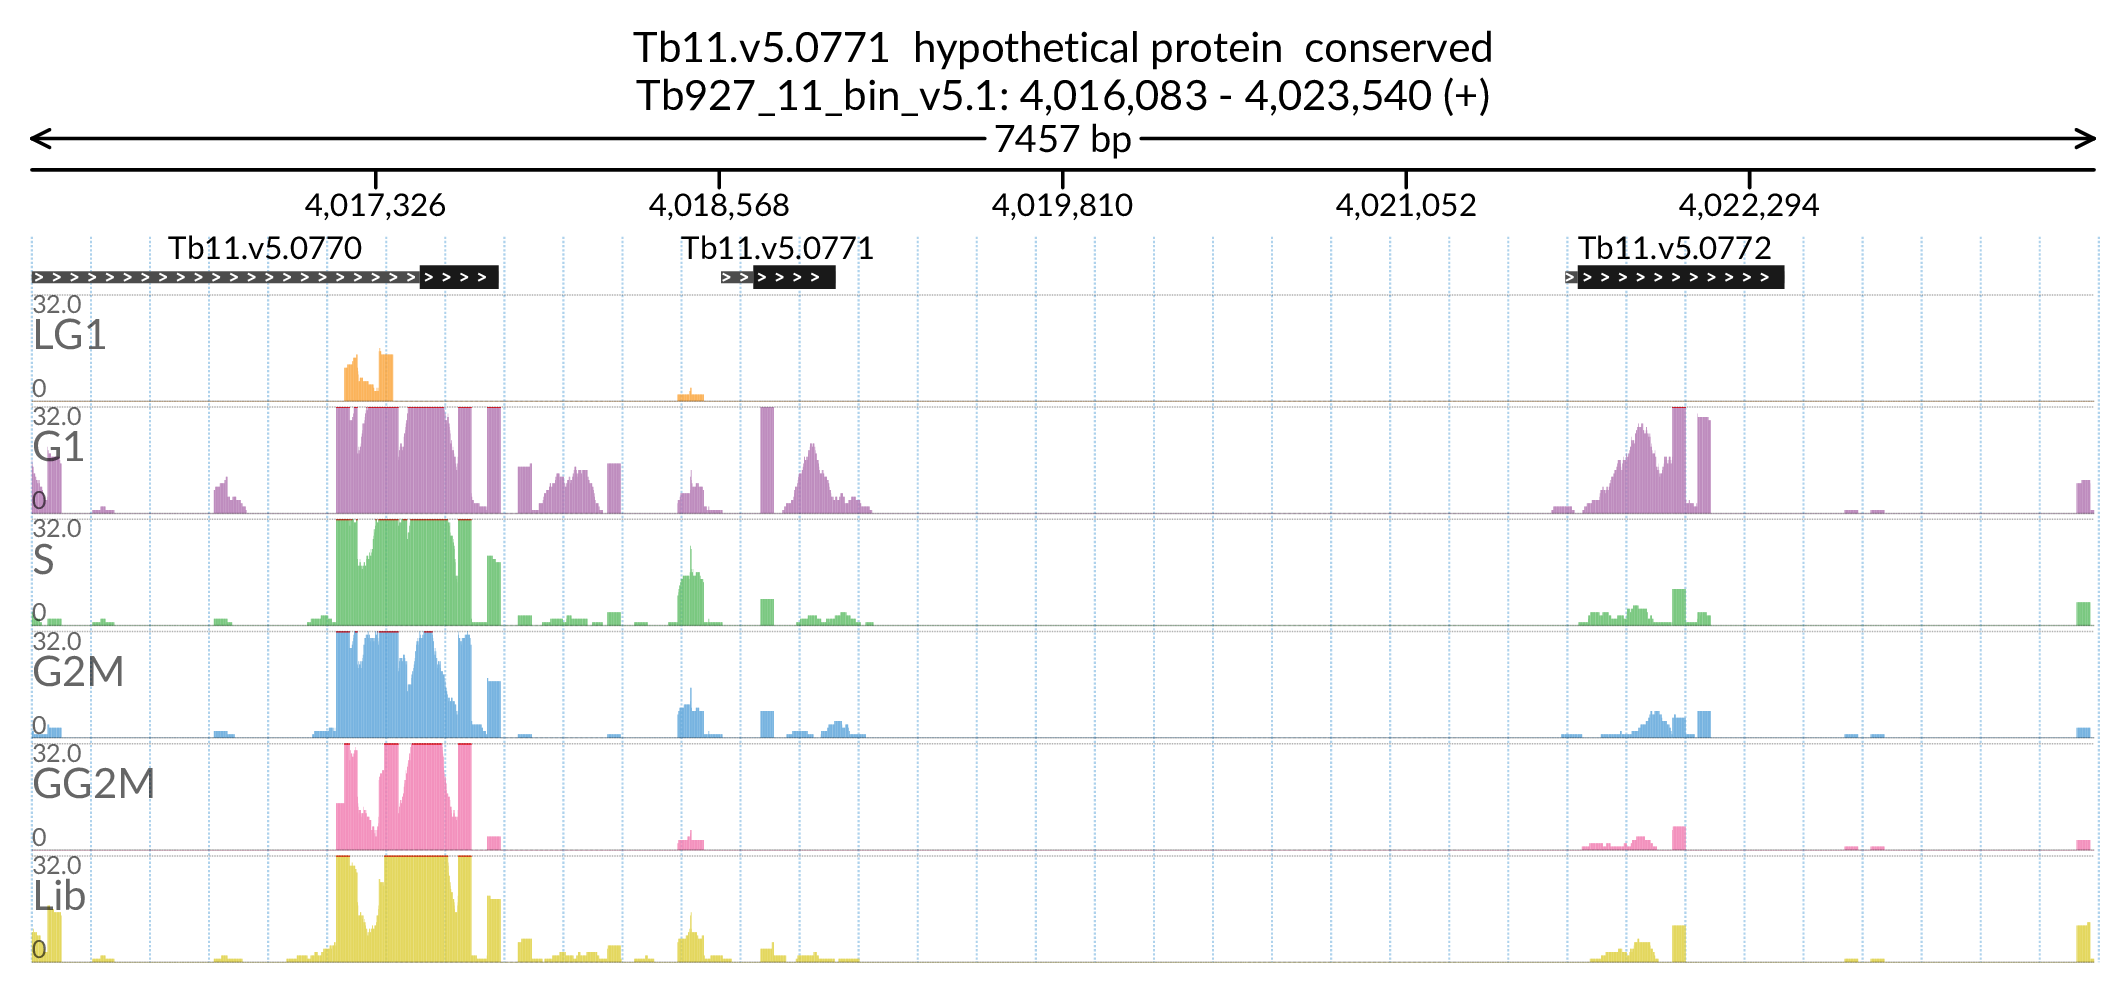 Tb11.v5.0771 hypothetical protein conserved
Tb927_11_bin_v5.1: 4,016,083 - 4,023,540 (+)
7457 bp
4,017,326 4,018,568 4,019,810 4,021,052 4,022,294
Tb11.v5.0770 Tb11.v5.0771 Tb11.v5.0772
32.0
LG1
0
32.0
G1
0
32.0
S
0
32.0
G2M
0
32.0
GG2M
0
32.0
Lib
0